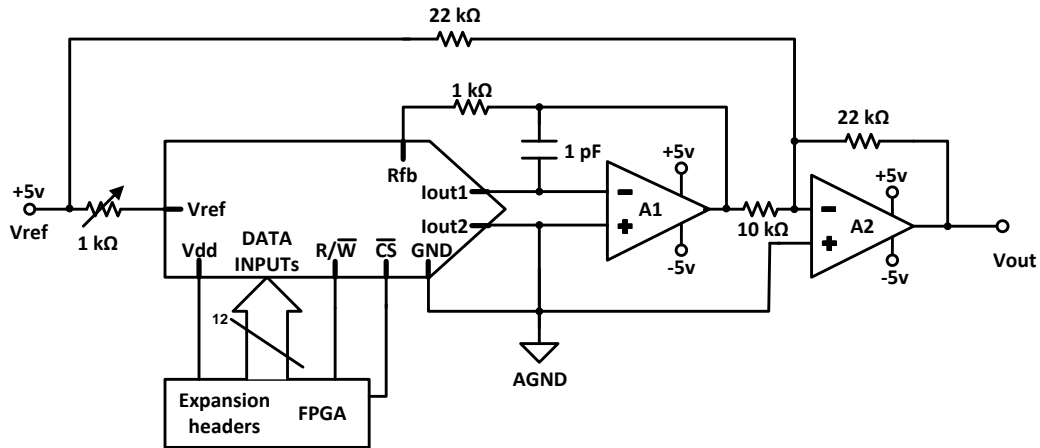 22 kΩ
1 kΩ
22 kΩ
1 pF
Rfb
+5v
+5v
+5v
Iout1
-
A1
Vref
Iout2
+
-
Vref
1 kΩ
10 kΩ
A2
Vdd
DATA
INPUTs
R/W̅
C̅S̅
GND
-5v
+
-5v
Vout
12
AGND
Expansion
headers
FPGA